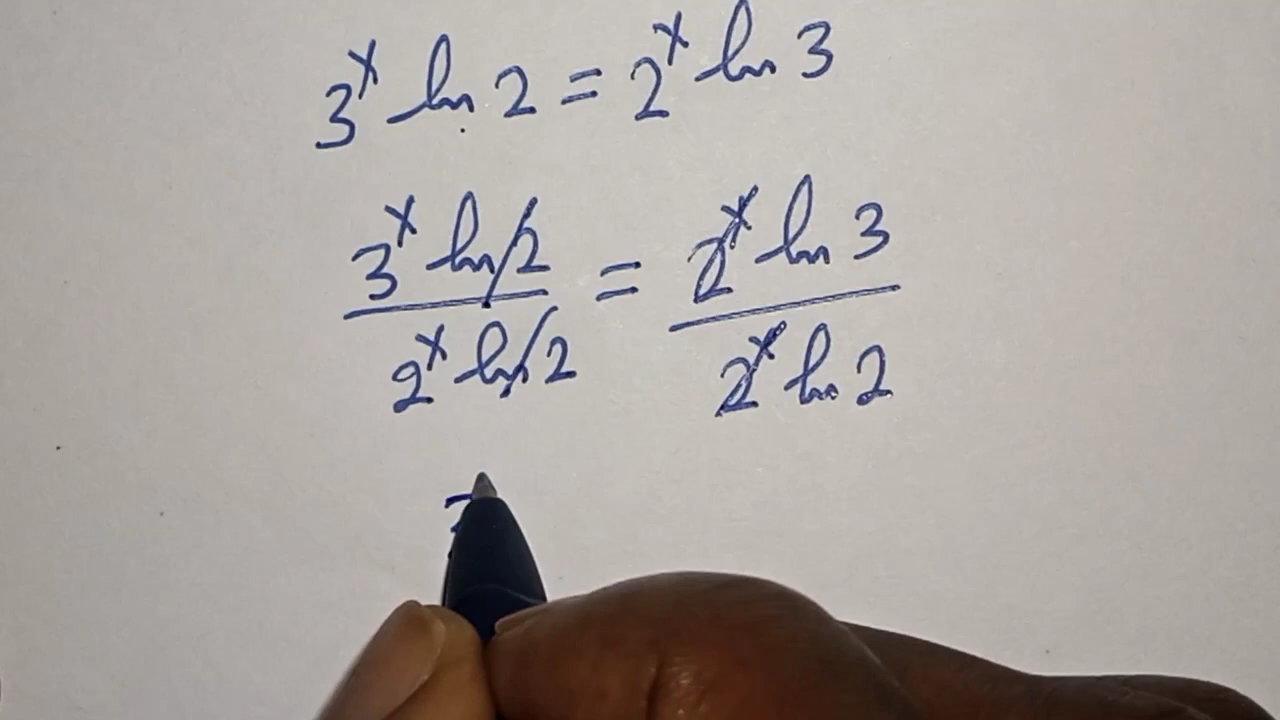 3^x ln 2 = 2^x ln 3
(3^x ln 2)/(2^x ln 2) = (2^x ln 3)/(2^x ln 2)